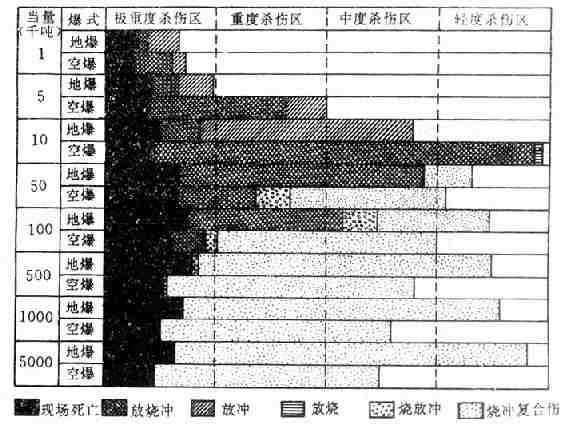 当量 (千吨) 爆式 极重度杀伤区 重度杀伤区 中度杀伤区 轻度杀伤区
1 地爆
空爆
5 地爆
空爆
10 地爆
空爆
50 地爆
空爆
100 地爆
空爆
500 地爆
空爆
1000 地爆
空爆
5000 地爆
空爆
现场死亡 放烧冲 放冲 放烧 烧放冲 烧冲复合伤